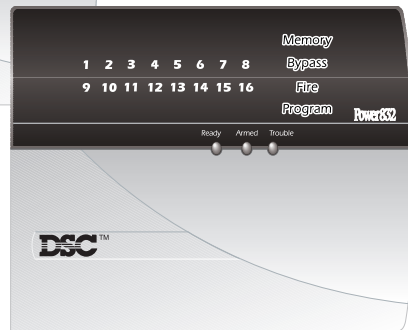 Memory
1 2 3 4 5 6 7 8 Bypass
9 10 11 12 13 14 15 16 Fire
Program Power832
Ready Armed Trouble
DSC™